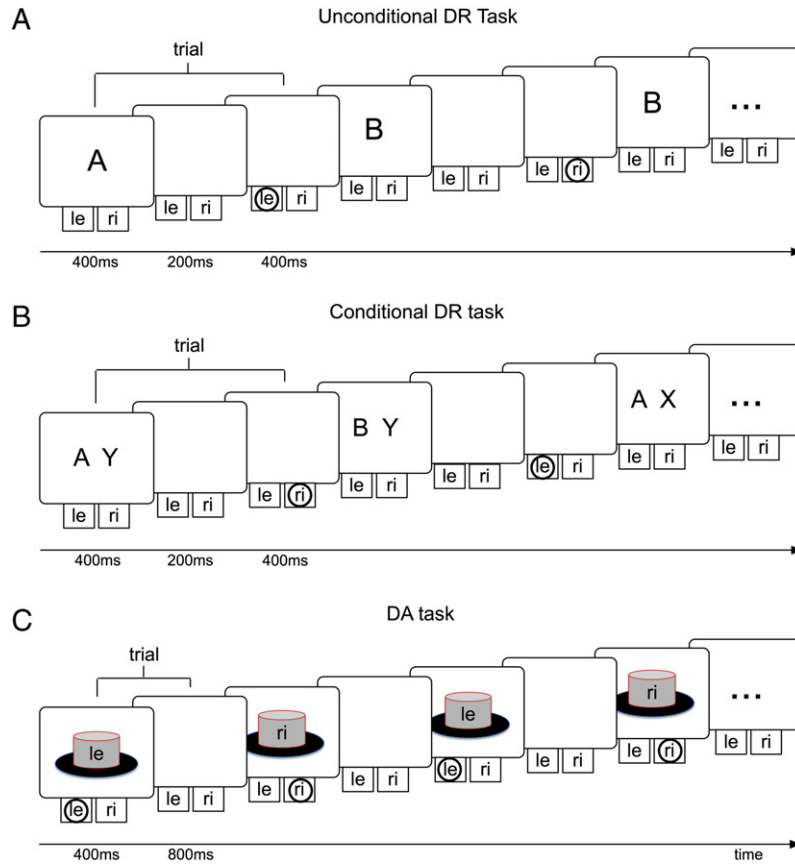 A
Unconditional DR Task
trial
A
B
B
...
le ri
le ri
le ri
le ri
le ri
le ri
le ri
le ri
400ms 200ms 400ms
B
Conditional DR task
trial
A Y
B Y
A X
...
le ri
le ri
le ri
le ri
le ri
le ri
le ri
le ri
400ms 200ms 400ms
C
DA task
trial
le
ri
le
ri
...
le ri
le ri
le ri
le ri
le ri
le ri
le ri
le ri
400ms 800ms time